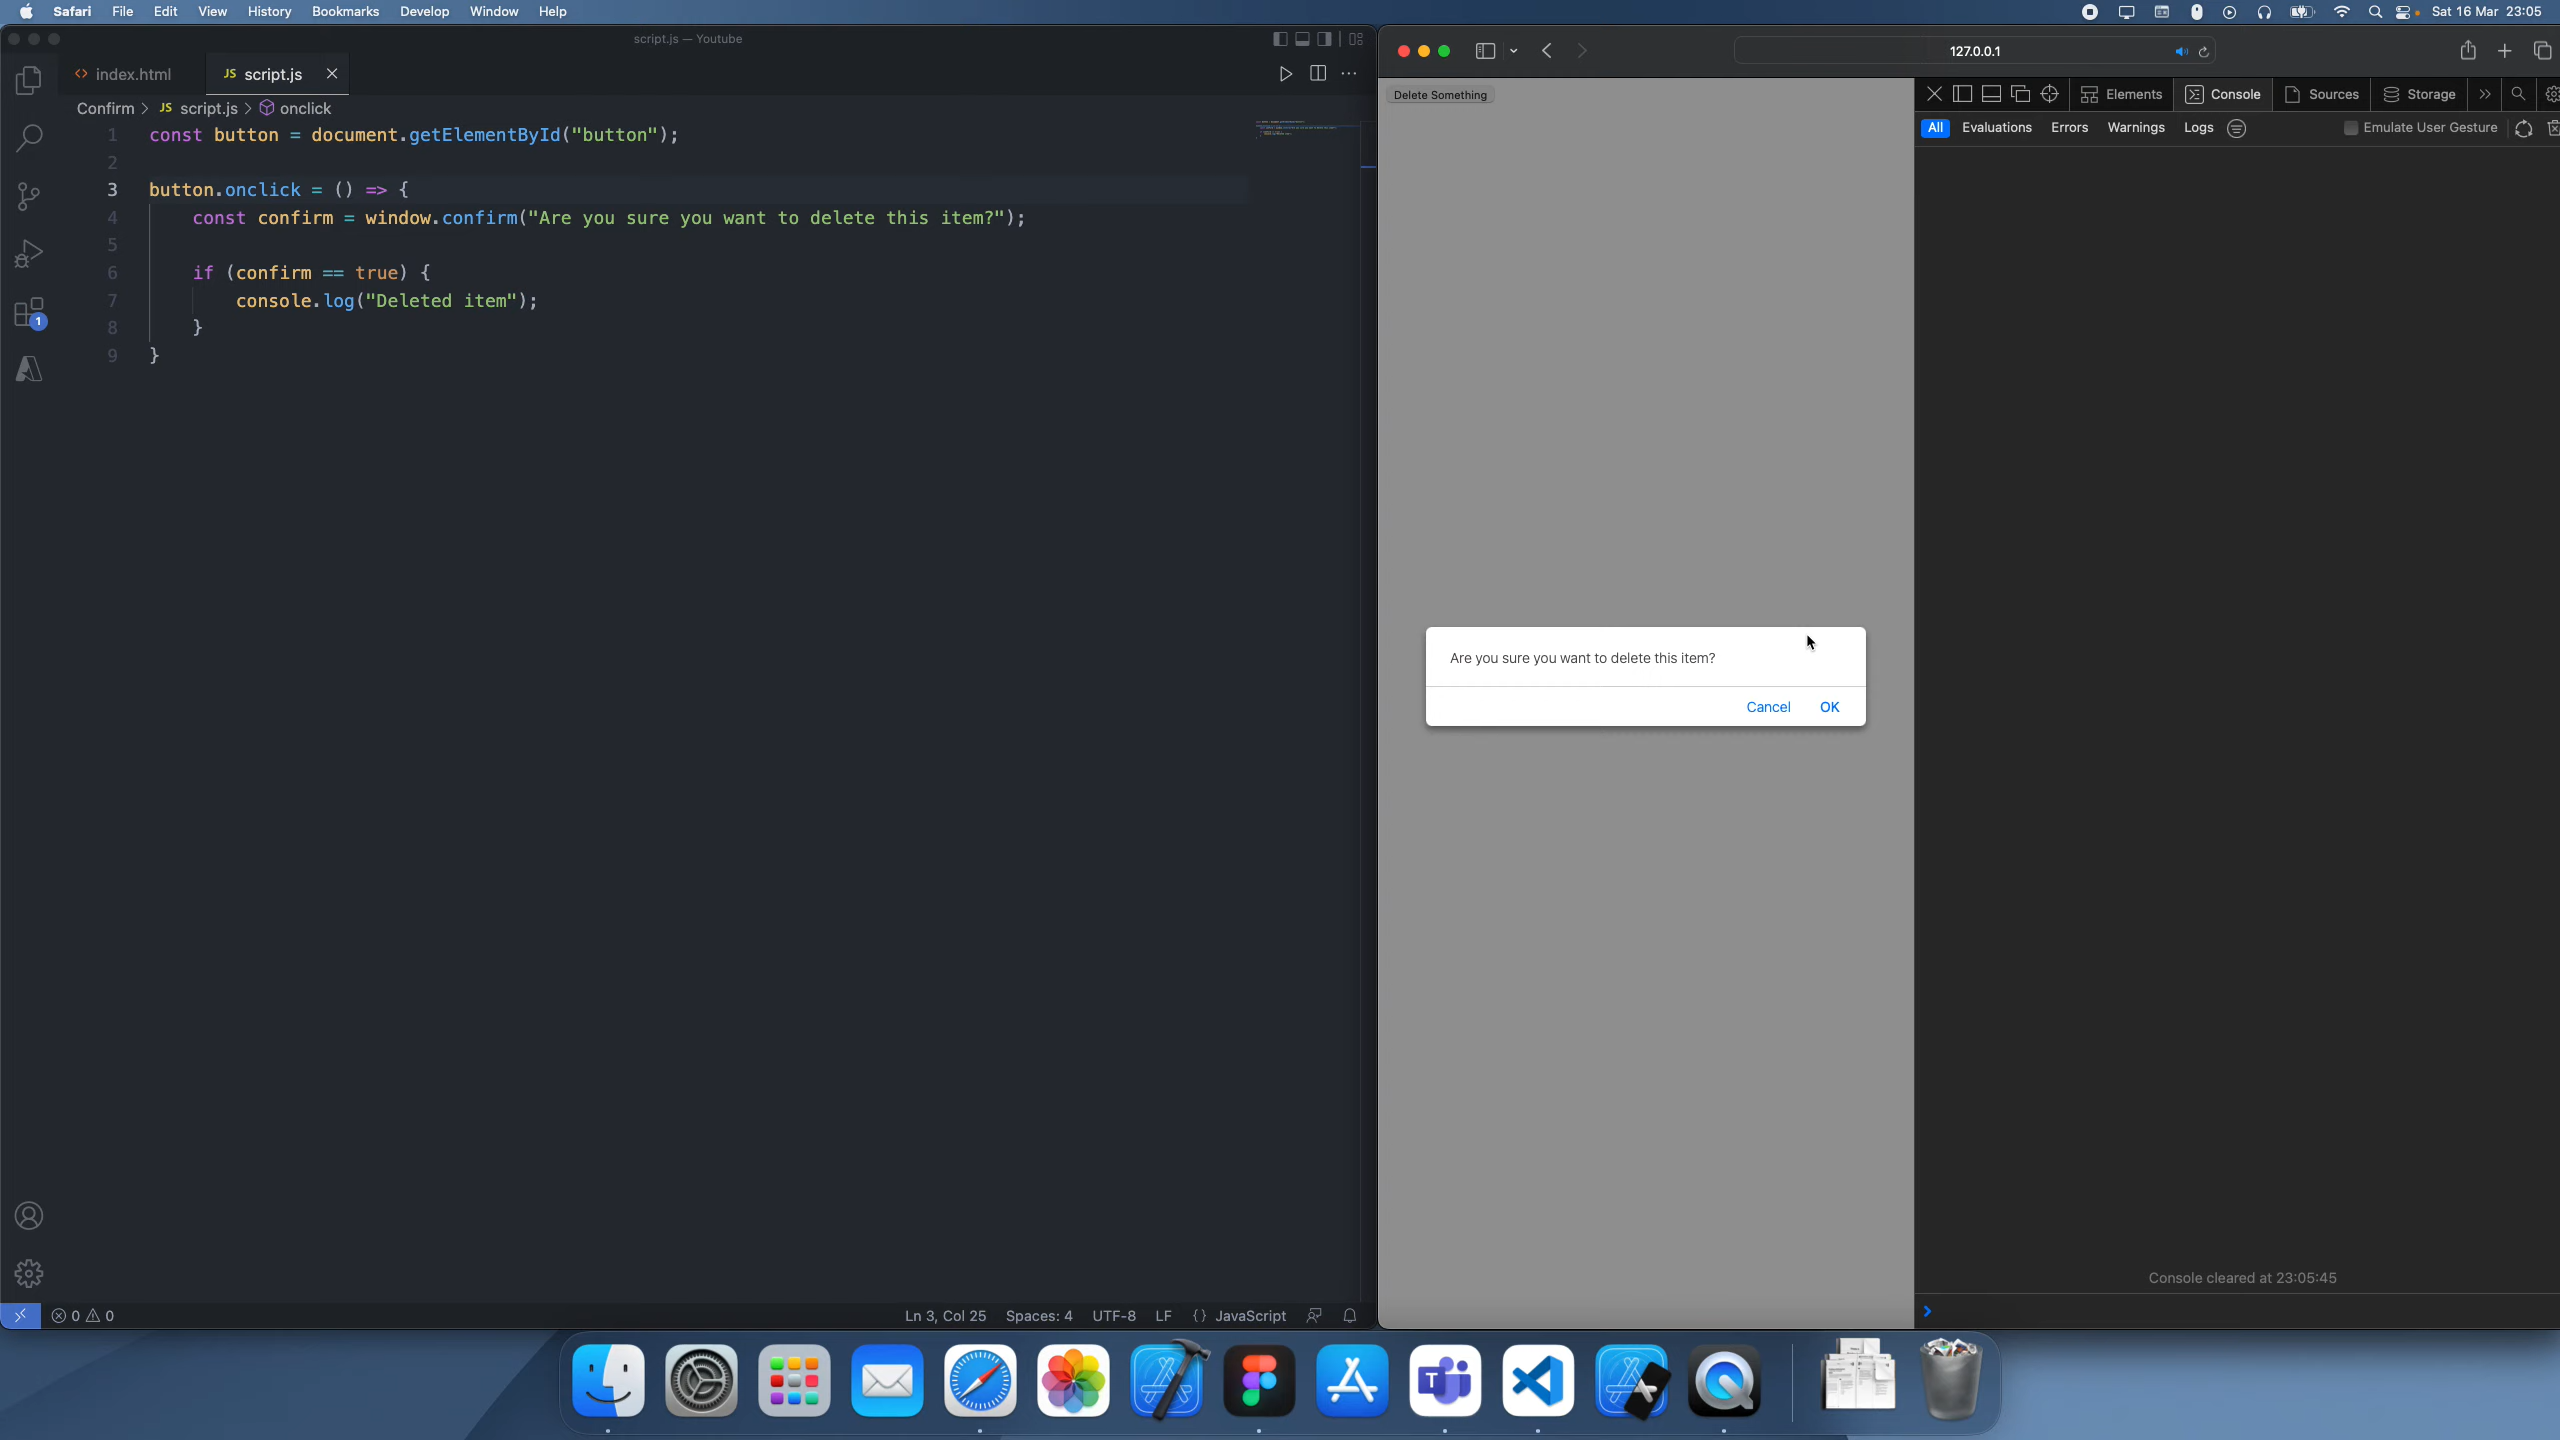 Safari File Edit View History Bookmarks Develop Window Help
Sat 16 Mar 23:05
script.js — Youtube
index.html
JS script.js
Confirm > JS script.js > onclick
1 const button = document.getElementById("button");
2
3 button.onclick = () => {
4 const confirm = window.confirm("Are you sure you want to delete this item?");
5
6 if (confirm == true) {
7 console.log("Deleted item");
8 }
9 }
1
0 0
Ln 3, Col 25 Spaces: 4 UTF-8 LF {} JavaScript
127.0.0.1
Delete Something
Elements Console Sources Storage
All Evaluations Errors Warnings Logs Emulate User Gesture
Are you sure you want to delete this item?
Cancel OK
Console cleared at 23:05:45